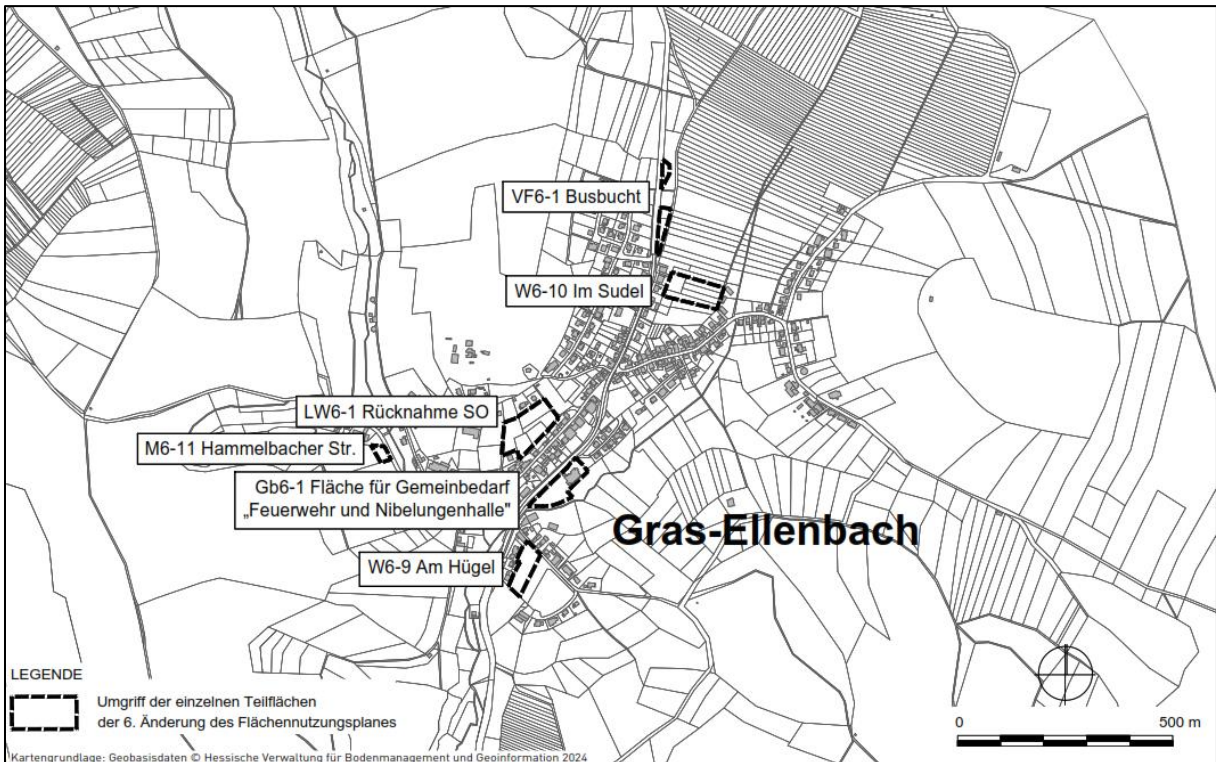 VF6-1 Busbucht
W6-10 Im Sudel
LW6-1 Rücknahme SO
M6-11 Hammelbacher Str.
Gb6-1 Fläche für Gemeinbedarf
„Feuerwehr und Nibelungenhalle"
Gras-Ellenbach
W6-9 Am Hügel
LEGENDE
Umgriff der einzelnen Teilflächen
der 6. Änderung des Flächennutzungsplanes
0 500 m
Kartengrundlage: Geobasisdaten © Hessische Verwaltung für Bodenmanagement und Geoinformation 2024